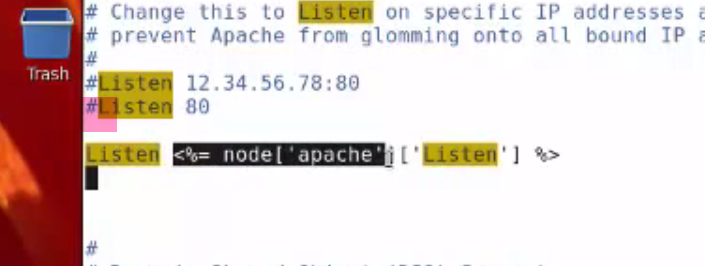 # Change this to Listen on specific IP addresses
# prevent Apache from glomming onto all bound IP
#
Trash
#Listen 12.34.56.78:80
#Listen 80
Listen <%= node['apache']['Listen'] %>
#